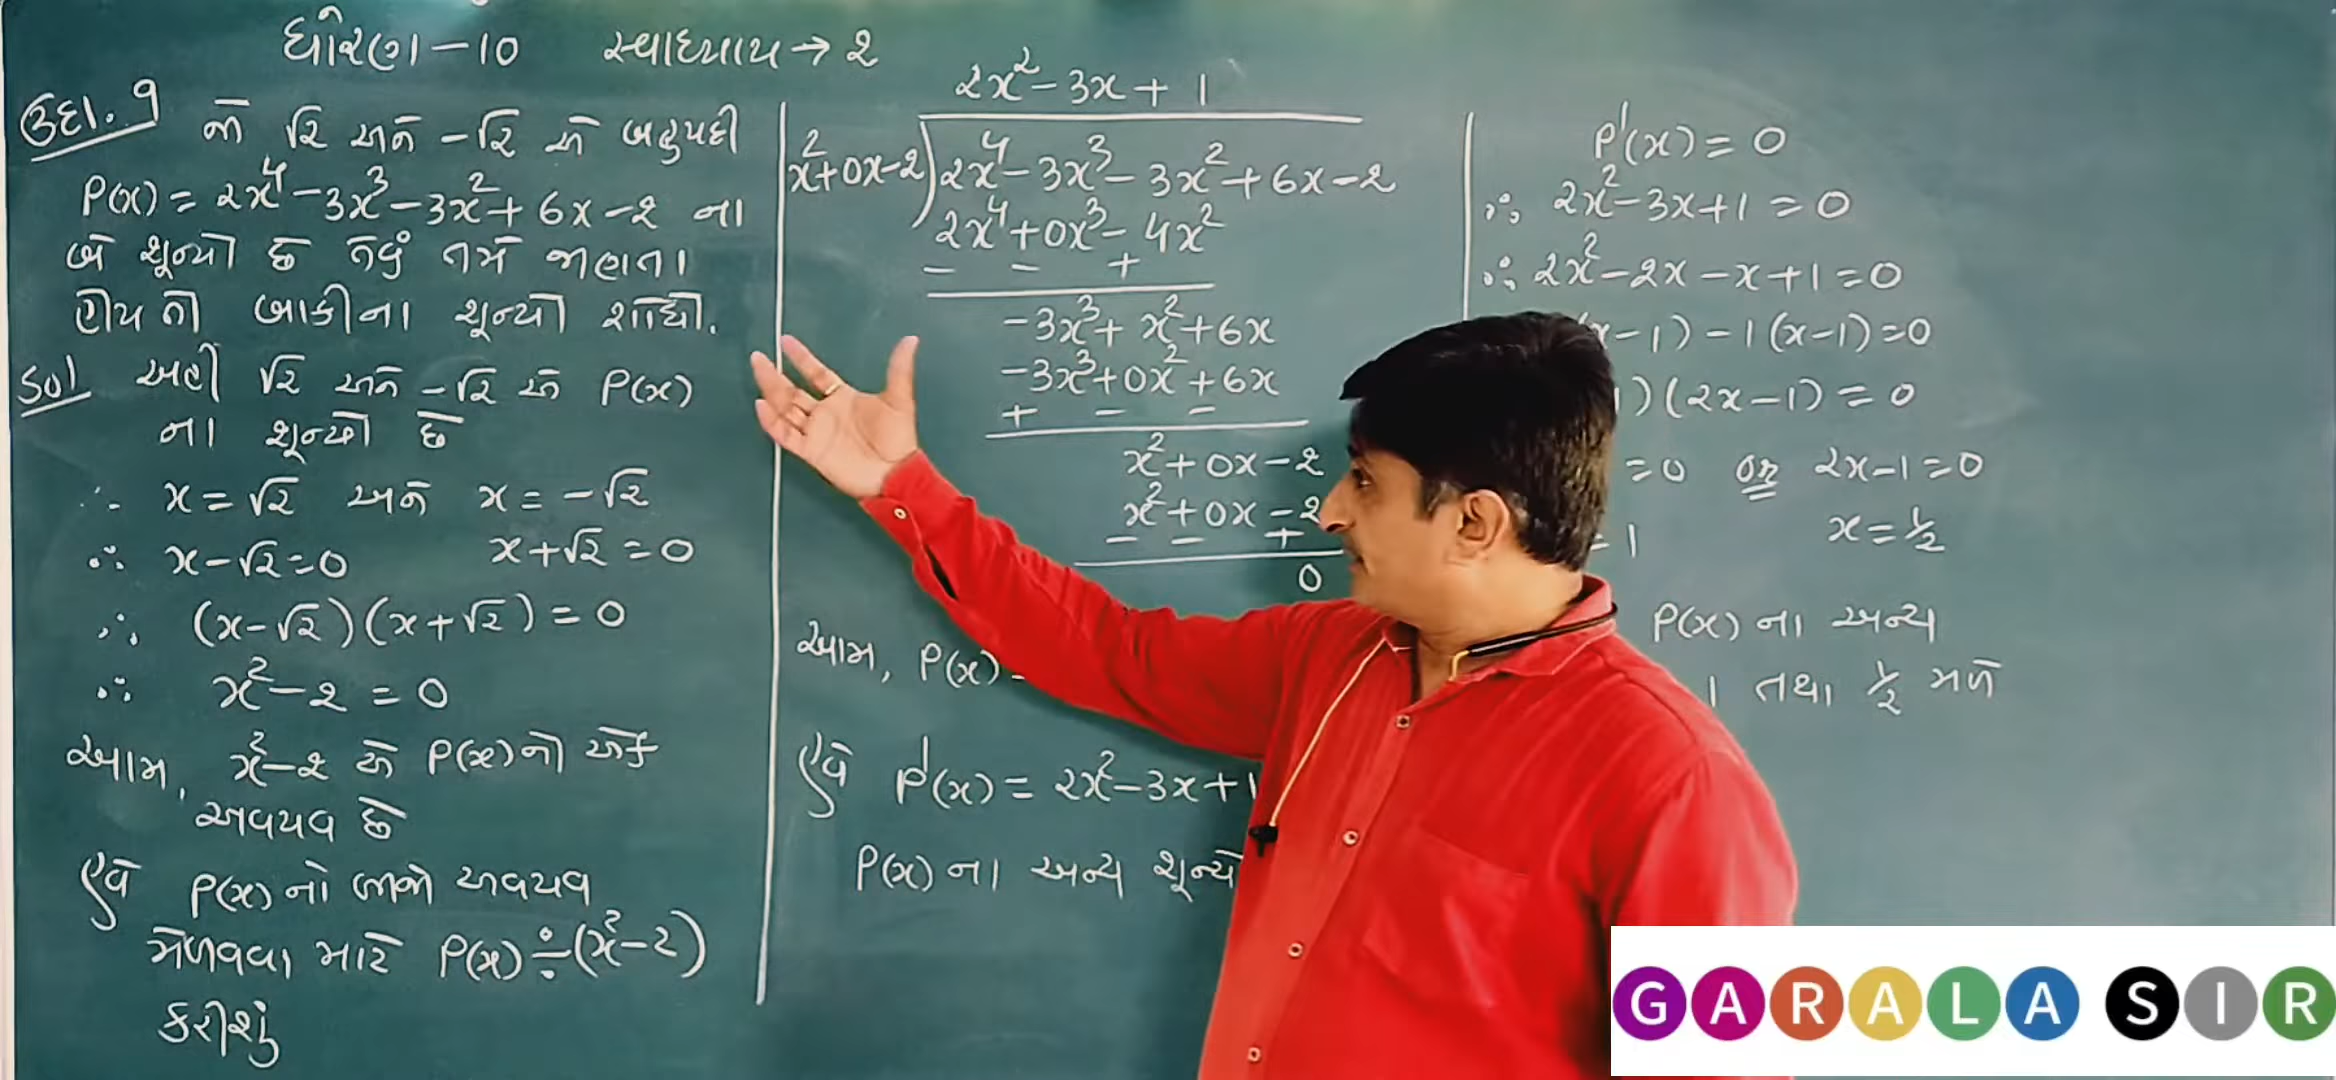 ધોરણ-10 સ્વાધ્યાય → 2
ઉદા. 9 જો √2 અને -√2 એ બહુપદી
P(x) = 2x⁴ - 3x³ - 3x² + 6x - 2 ના
બે શૂન્યો છે તેવું તમે જાણતા
હોય તો બાકીના શૂન્યો શોધો.
Sol અહીં √2 અને -√2 એ P(x)
ના શૂન્યો છે
∴ x = √2 અને x = -√2
∴ x - √2 = 0 x + √2 = 0
∴ (x - √2)(x + √2) = 0
∴ x² - 2 = 0
આમ, x² - 2 એ P(x) નો એક
અવયવ છે
હવે P(x) નો બીજો અવયવ
મેળવવા માટે P(x) ÷ (x² - 2)
કરીશું
2x² - 3x + 1
x² + 0x - 2 ) 2x⁴ - 3x³ - 3x² + 6x - 2
2x⁴ + 0x³ - 4x²
- - +
-3x³ + x² + 6x
-3x³ + 0x² + 6x
+ - -
x² + 0x - 2
x² + 0x - 2
- - +
0
આમ, P(x)
હવે P'(x) = 2x² - 3x + 1
P(x) ના અન્ય
P'(x) = 0
∴ 2x² - 3x + 1 = 0
∴ 2x² - 2x - x + 1 = 0
x - 1) - 1(x - 1) = 0
1)(2x - 1) = 0
= 0 or 2x - 1 = 0
= 1 x = 1/2
P(x) ના અન્ય
1 તથા 1/2 મળે
GARALA SIR